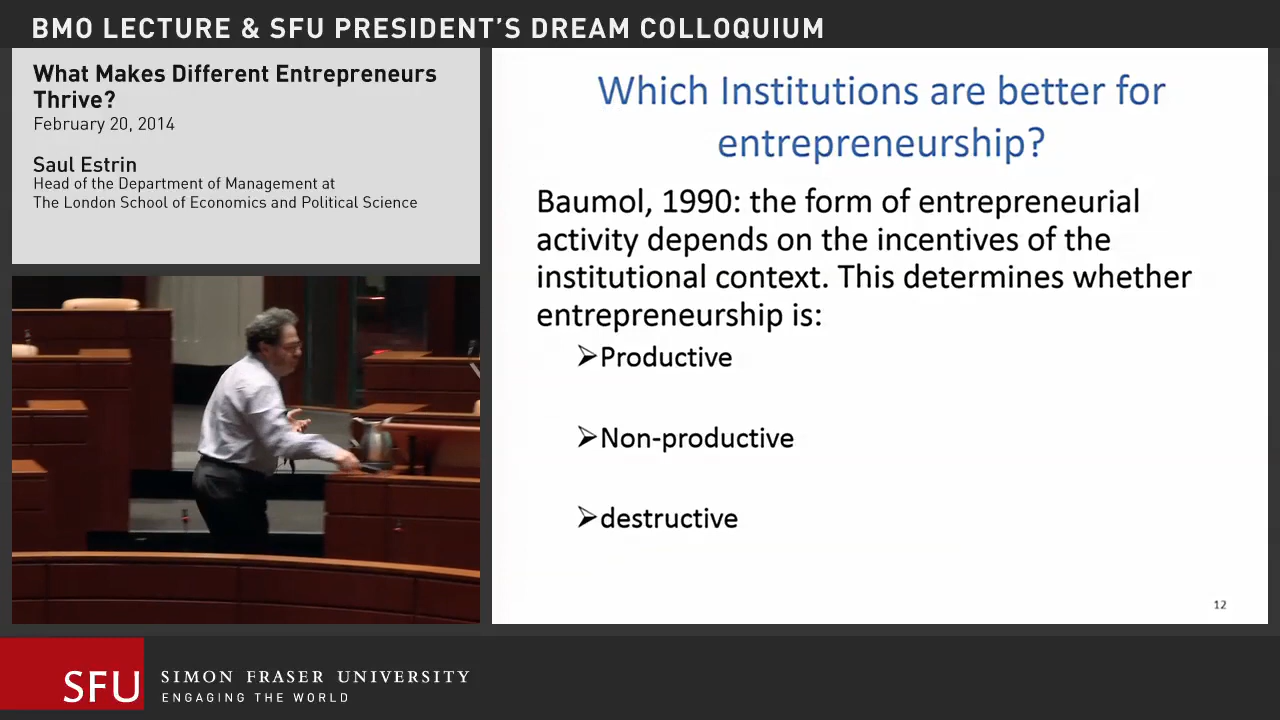 BMO LECTURE & SFU PRESIDENT'S DREAM COLLOQUIUM
What Makes Different Entrepreneurs
Thrive?
February 20, 2014
Saul Estrin
Head of the Department of Management at
The London School of Economics and Political Science
Which Institutions are better for
entrepreneurship?
Baumol, 1990: the form of entrepreneurial
activity depends on the incentives of the
institutional context. This determines whether
entrepreneurship is:
➢Productive
➢Non-productive
➢destructive
12
SFU
SIMON FRASER UNIVERSITY
ENGAGING THE WORLD